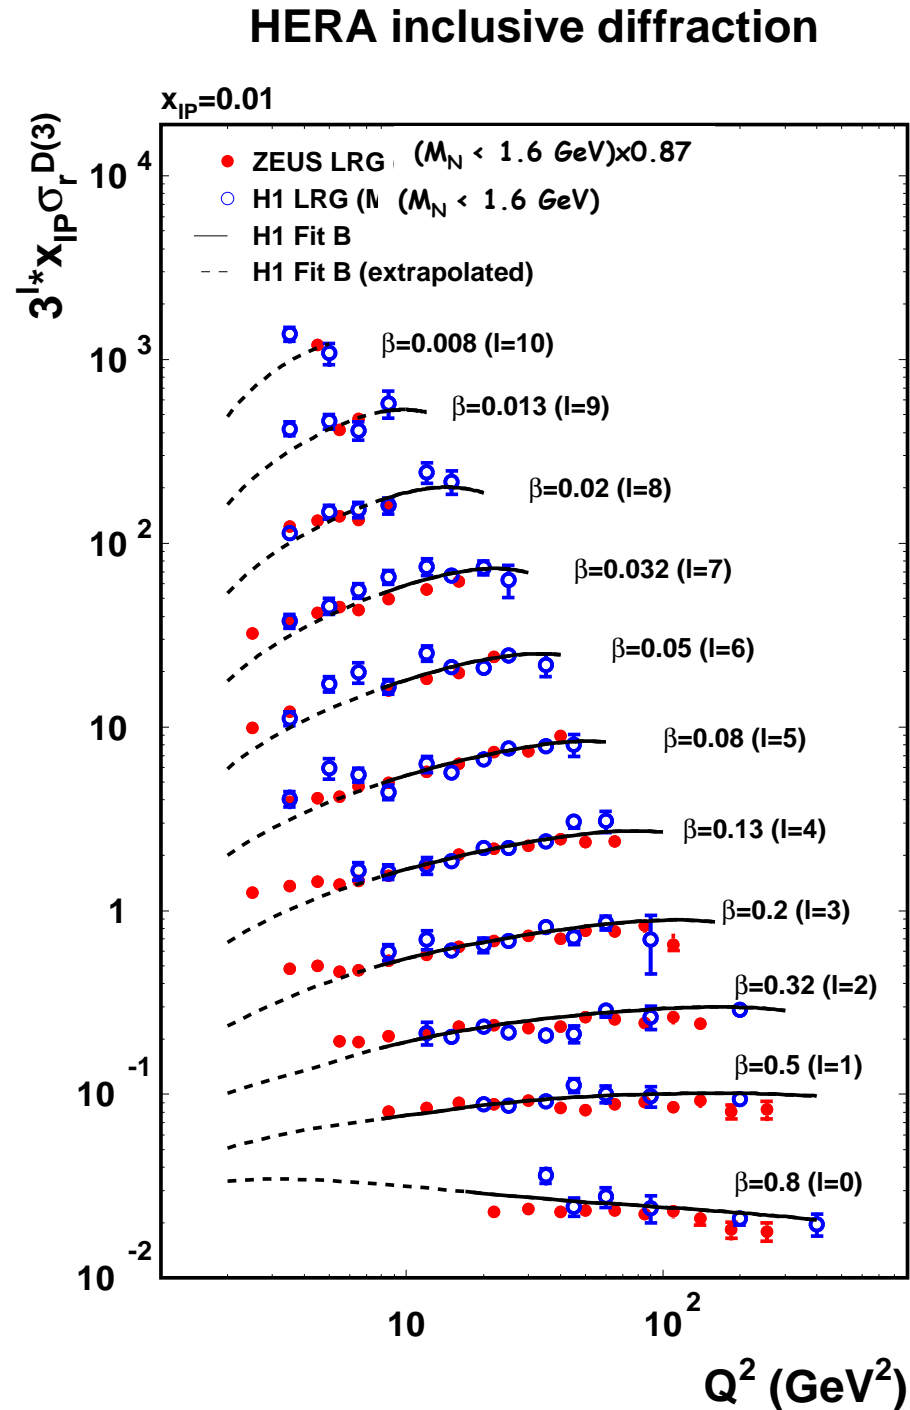 HERA inclusive diffraction
x_IP=0.01
3^l*x_IP σ_r^D(3)
ZEUS LRG (M_N < 1.6 GeV)x0.87
H1 LRG (M (M_N < 1.6 GeV)
H1 Fit B
H1 Fit B (extrapolated)
β=0.008 (l=10)
β=0.013 (l=9)
β=0.02 (l=8)
β=0.032 (l=7)
β=0.05 (l=6)
β=0.08 (l=5)
β=0.13 (l=4)
β=0.2 (l=3)
β=0.32 (l=2)
β=0.5 (l=1)
β=0.8 (l=0)
10^4
10^3
10^2
10
1
10^-1
10^-2
10
10^2
Q^2 (GeV^2)